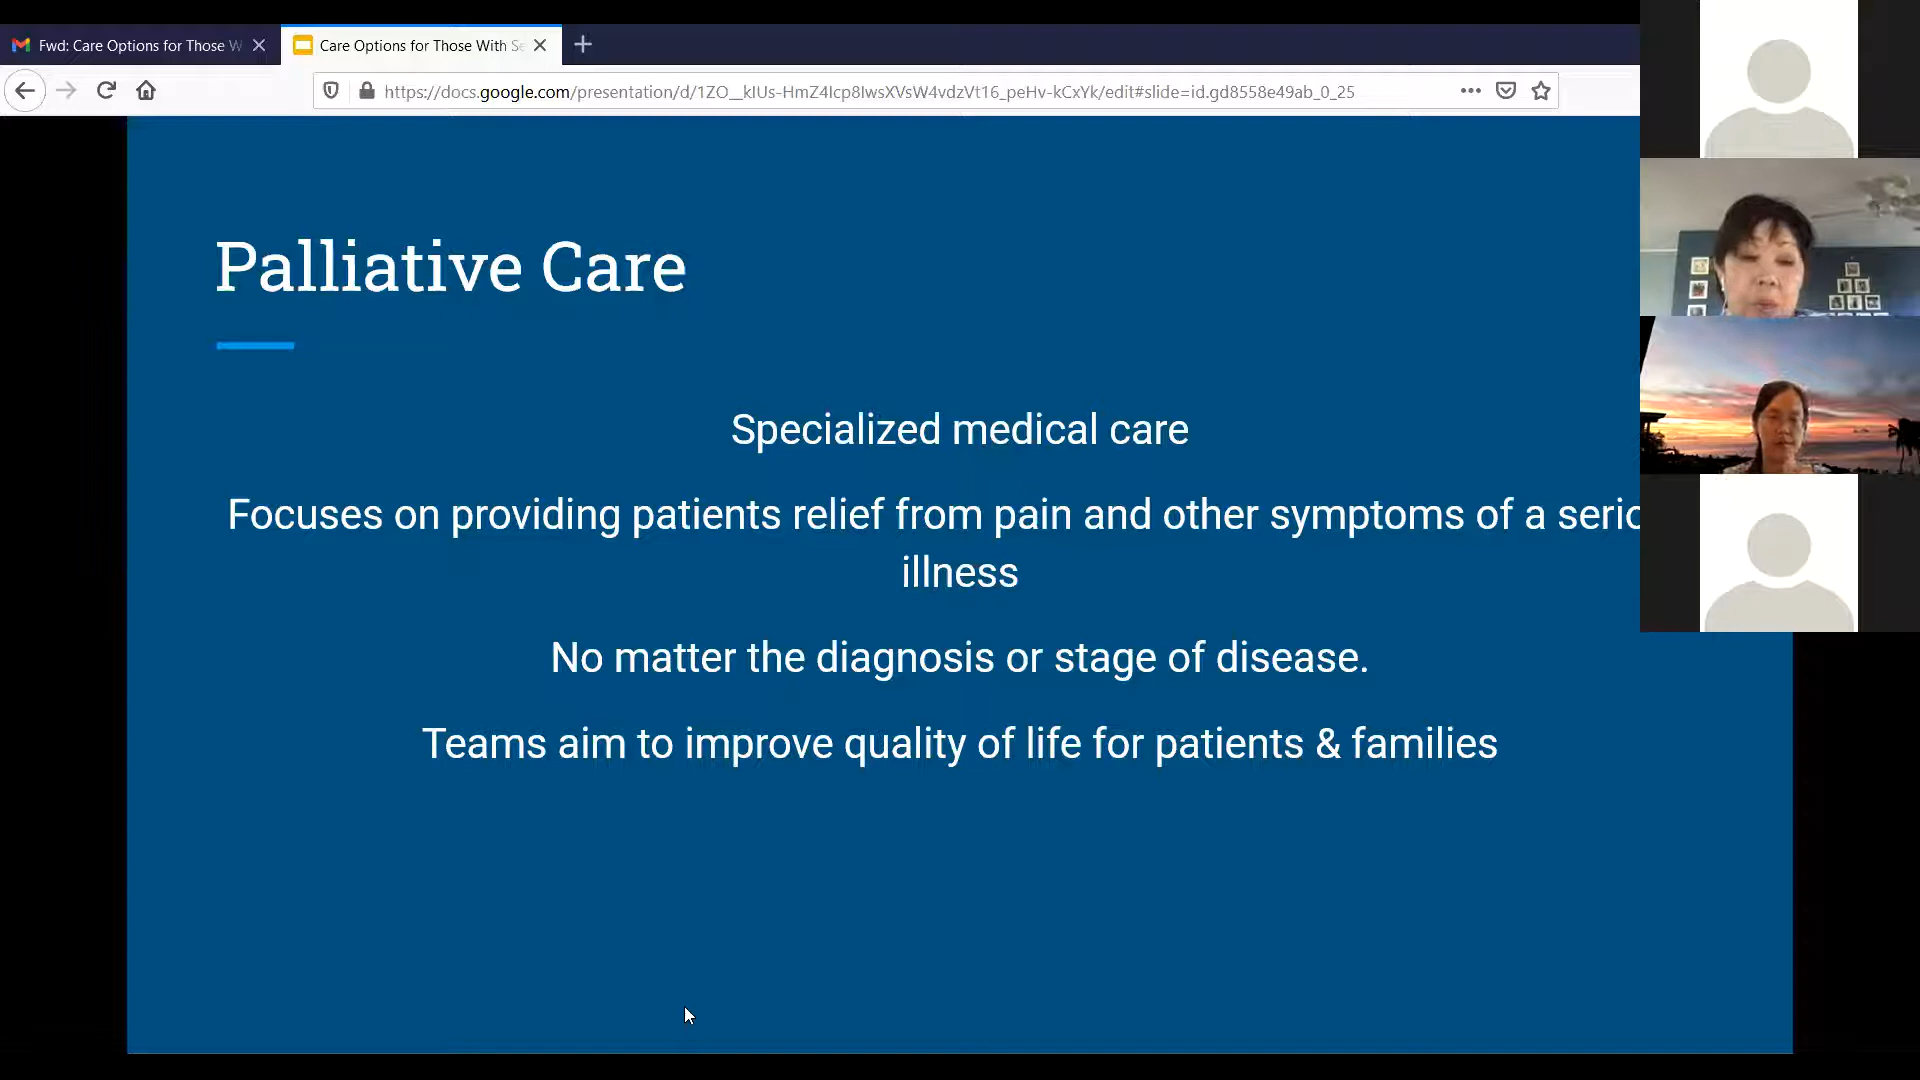 Fwd: Care Options for Those W
Care Options for Those With Se
https://docs.google.com/presentation/d/1ZO__kIUs-HmZ4Icp8IwsXVsW4vdzVt16_peHv-kCxYk/edit#slide=id.gd8558e49ab_0_25
Palliative Care
Specialized medical care
Focuses on providing patients relief from pain and other symptoms of a serio
illness
No matter the diagnosis or stage of disease.
Teams aim to improve quality of life for patients & families